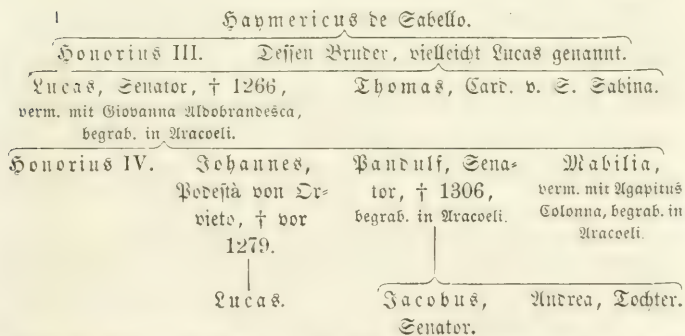 1
Haymericus de Sabello.
Honorius III. Dessen Bruder, vielleicht Lucas genannt.
Lucas, Senator, † 1266,
verm. mit Giovanna Aldobrandesca,
begrab. in Aracoeli.
Thomas, Card. v. S. Sabina.
Honorius IV.
Johannes,
Podestà von Or-
vieto, † vor
1279.
Pandulf, Sena-
tor, † 1306,
begrab. in Aracoeli.
Mabilia,
verm. mit Agapitus
Colonna, begrab. in
Aracoeli.
Lucas.
Jacobus,
Senator.
Andrea, Tochter.